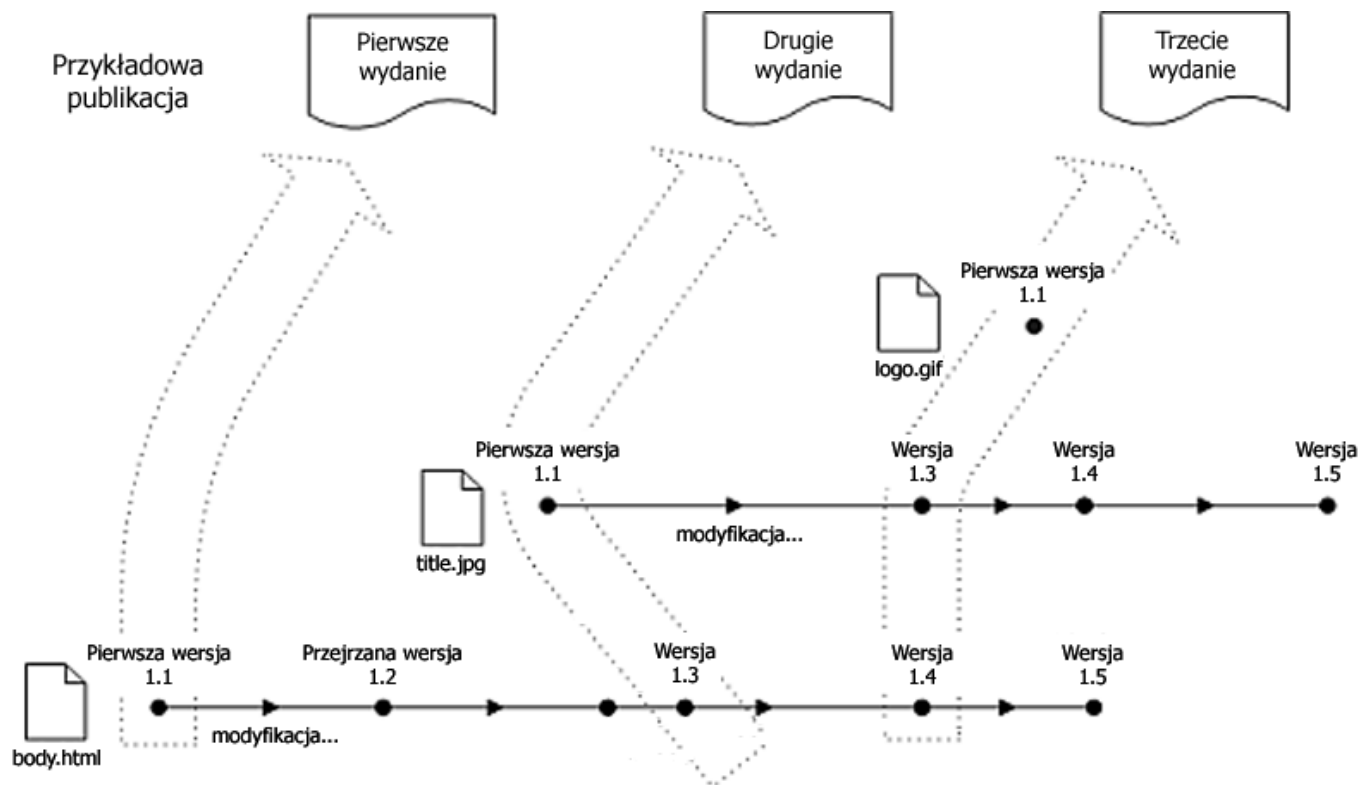 Przykładowa
publikacja
Pierwsze
wydanie
Drugie
wydanie
Trzecie
wydanie
Pierwsza wersja
1.1
logo.gif
Pierwsza wersja
1.1
Wersja
1.3
Wersja
1.4
Wersja
1.5
modyfikacja...
title.jpg
Pierwsza wersja
1.1
Przejrzana wersja
1.2
Wersja
1.3
Wersja
1.4
Wersja
1.5
modyfikacja...
body.html